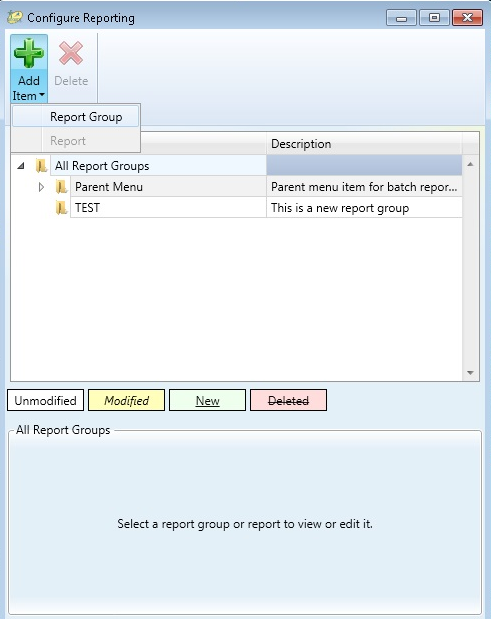 Configure Reporting
Add
Item
Delete
Report Group
Report
Description
All Report Groups
Parent Menu Parent menu item for batch repor...
TEST This is a new report group
Unmodified Modified New Deleted
All Report Groups
Select a report group or report to view or edit it.